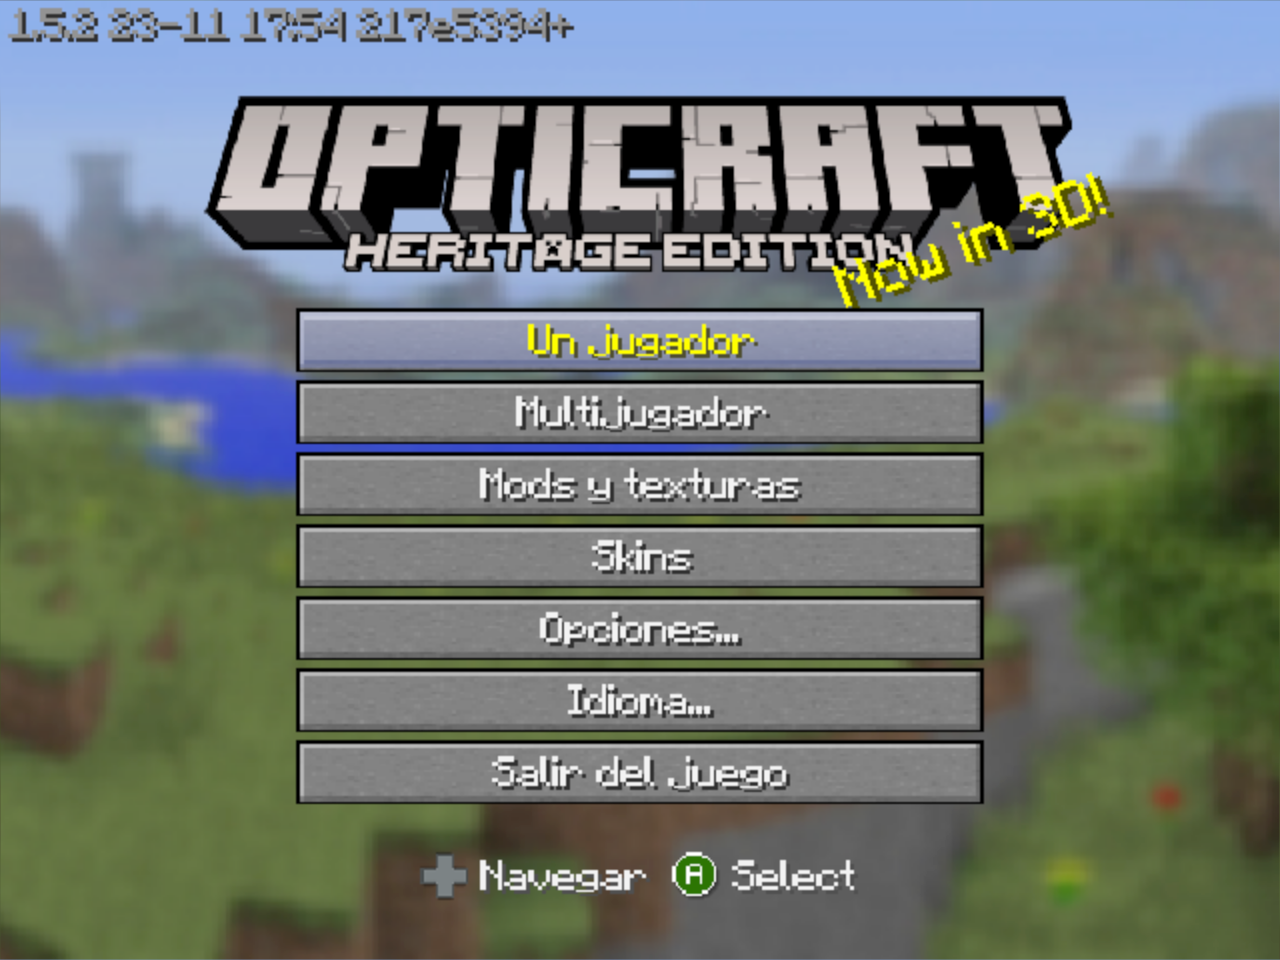 1.5.2 23-11 17:54 217e5394+
OPTICRAFT
HERITAGE EDITION
Now in 3D!
Un jugador
Multijugador
Mods y texturas
Skins
Opciones...
Idioma...
Salir del juego
Navegar A Select